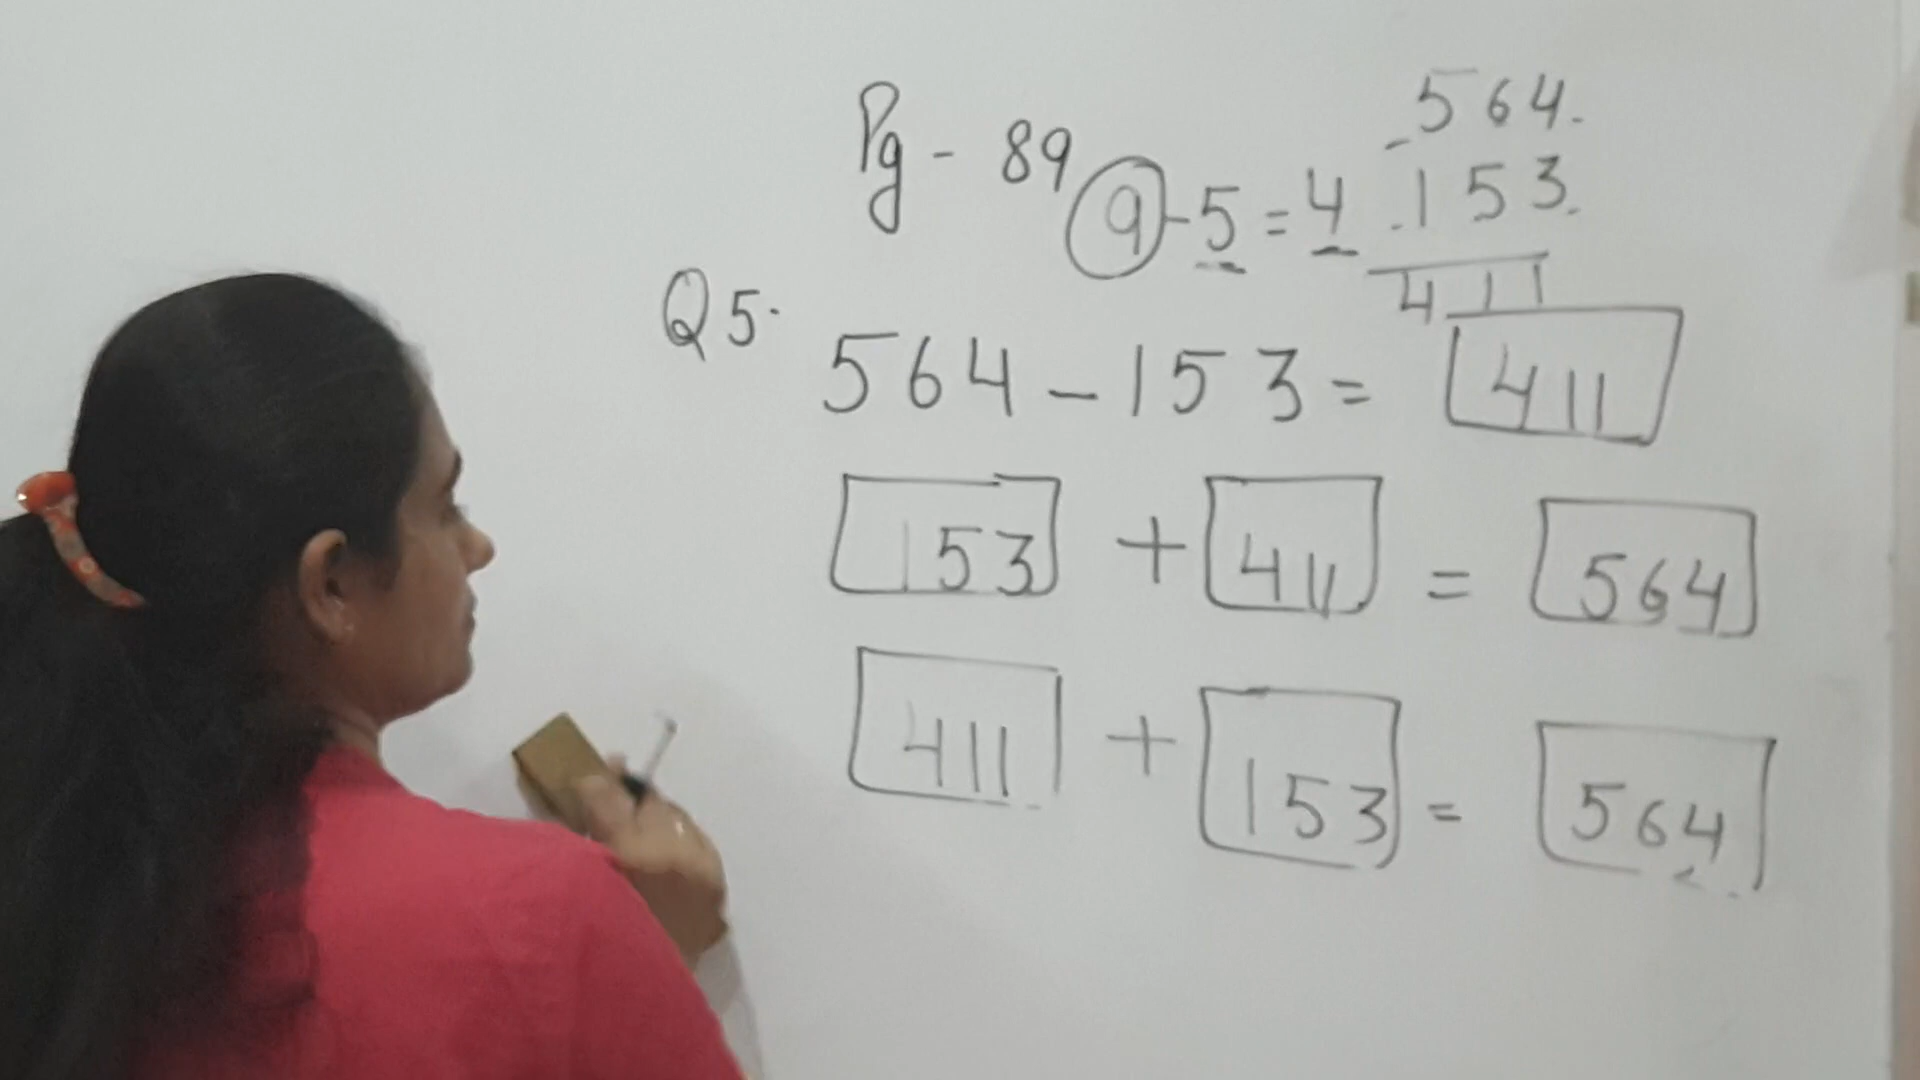 Pg - 89
9 - 5 = 4
564
- 153
411
Q5. 564 - 153 = 411
153 + 411 = 564
411 + 153 = 564